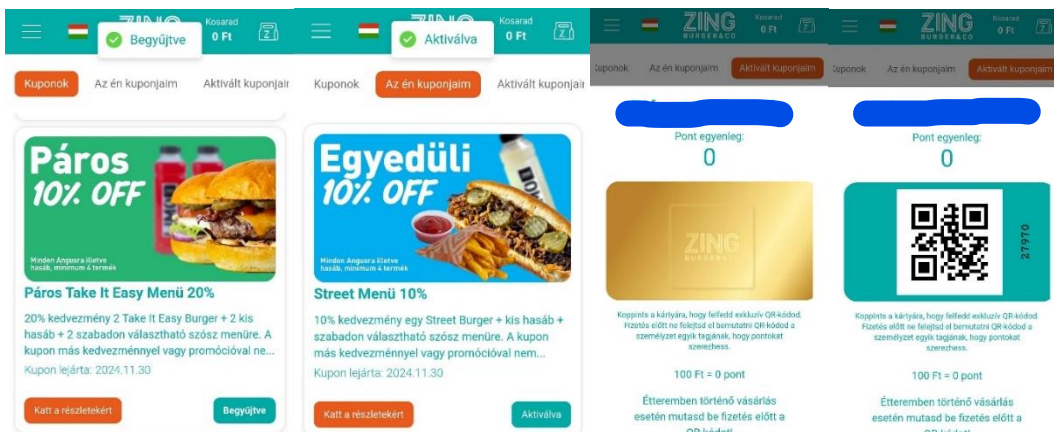 ZING
Kosarad
0 Ft
Begyűjtve
Kuponok
Az én kuponjaim
Aktivált kuponjair
Páros
10% OFF
Minden Angusra illetve
hasáb, minimum 4 termék
Páros Take It Easy Menü 20%
20% kedvezmény 2 Take It Easy Burger + 2 kis
hasáb + 2 szabadon választható szósz menüre. A
kupon más kedvezménnyel vagy promócióval ne...
Kupon lejárta: 2024.11.30
Katt a részletekért
Begyűjtve
ZING
Kosarad
0 Ft
Aktiválva
Kuponok
Az én kuponjaim
Aktivált kuponjair
Egyedüli
10% OFF
Minden Angusra illetve
hasáb, minimum 4 termék
Street Menü 10%
10% kedvezmény egy Street Burger + kis hasáb +
szabadon választható szósz menüre. A kupon
más kedvezménnyel vagy promócióval nem...
Kupon lejárta: 2024.11.30
Katt a részletekért
Aktiválva
ZING
BURGER&CO
Kosarad
0 Ft
kuponok
Az én kuponjaim
Aktivált kuponjaim
Pont egyenleg:
0
ZING
BURGER&CO
Koppints a kártyára, hogy felfedd exkluzív QR-kódod.
Fizetés előtt ne felejtsd el bemutatni QR-kódod a
személyzet egyik tagjának, hogy pontokat
szerezhess.
100 Ft = 0 pont
Étteremben történő vásárlás
esetén mutasd be fizetés előtt a
QR-kódot!
ZING
BURGER&CO
Kosarad
0 Ft
kuponok
Az én kuponjaim
Aktivált kuponjaim
Pont egyenleg:
0
27970
Koppints a kártyára, hogy felfedd exkluzív QR-kódod.
Fizetés előtt ne felejtsd el bemutatni QR-kódod a
személyzet egyik tagjának, hogy pontokat
szerezhess.
100 Ft = 0 pont
Étteremben történő vásárlás
esetén mutasd be fizetés előtt a
QR-kódot!